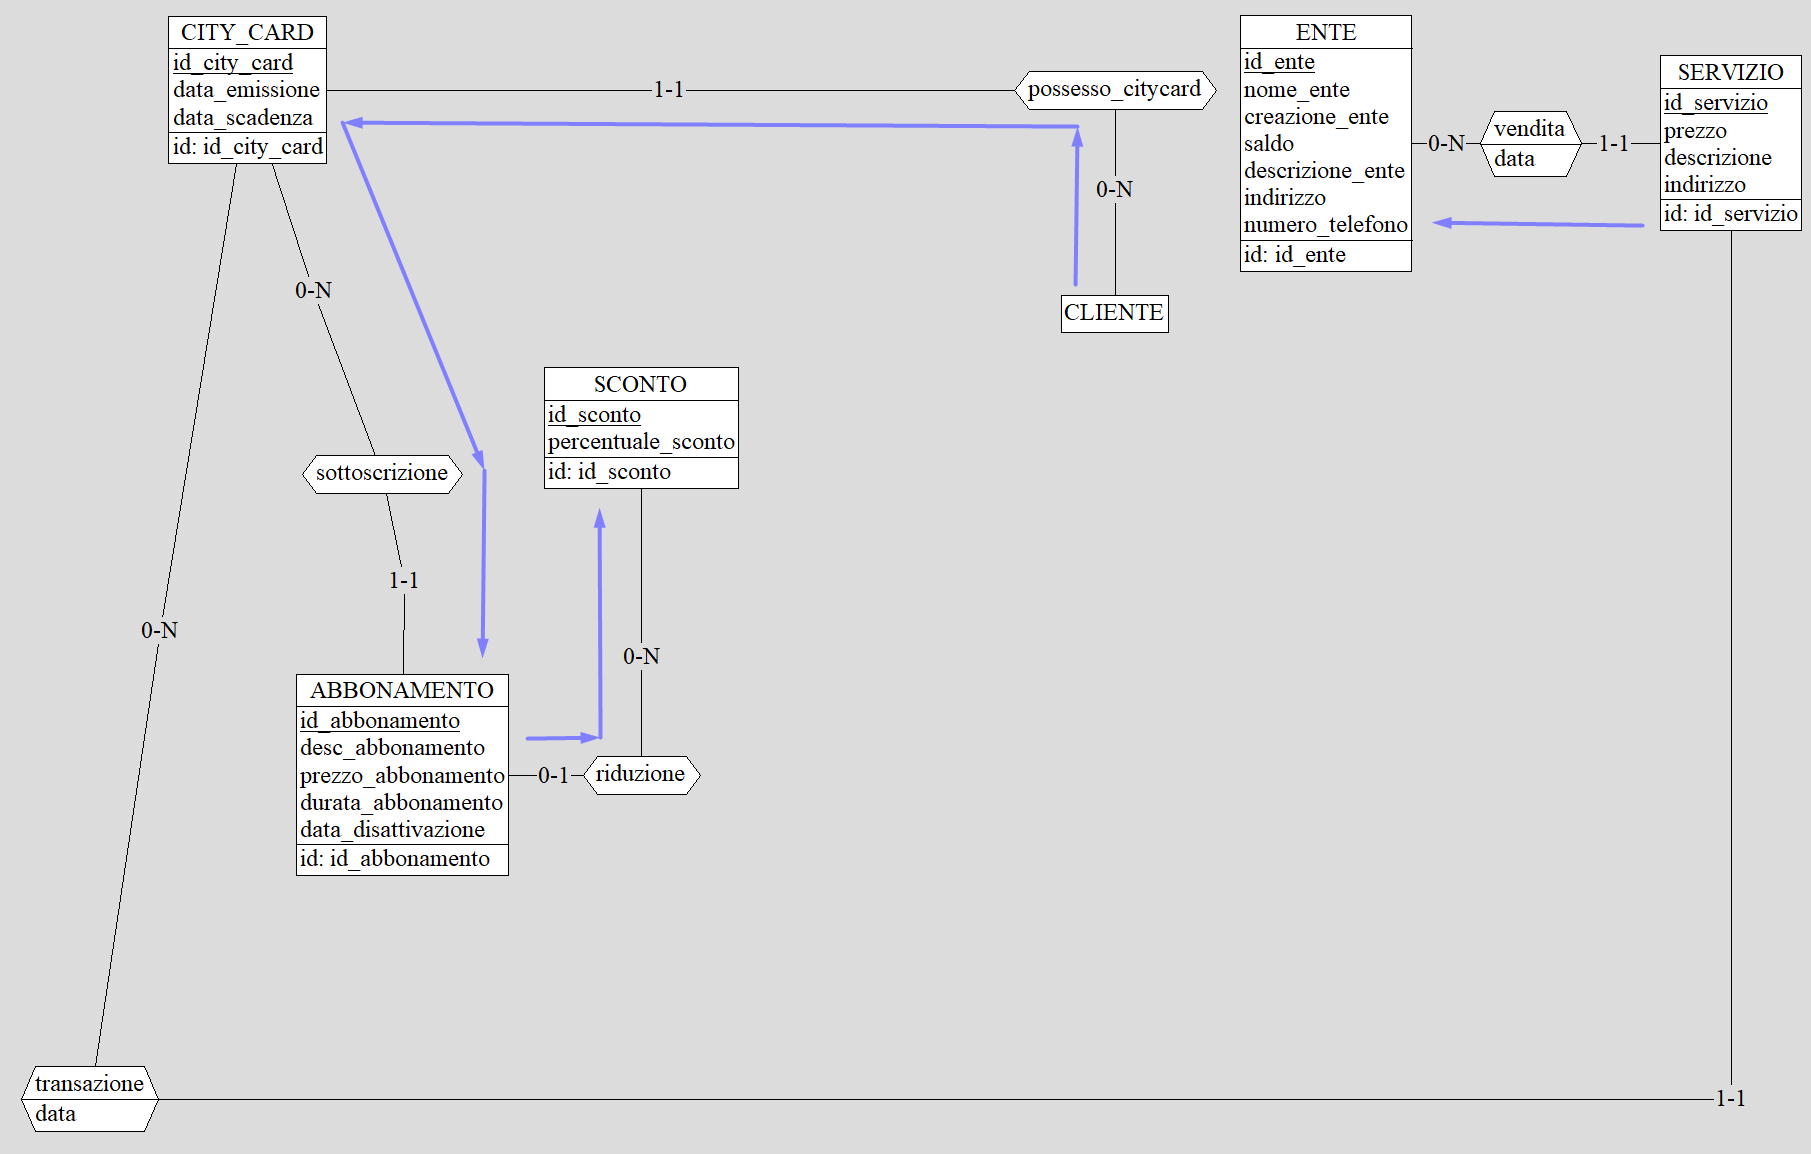 CITY_CARD
id_city_card
data_emissione
data_scadenza
id: id_city_card
1-1
possesso_citycard
0-N
CLIENTE
ENTE
id_ente
nome_ente
creazione_ente
saldo
descrizione_ente
indirizzo
numero_telefono
id: id_ente
0-N
vendita
data
1-1
SERVIZIO
id_servizio
prezzo
descrizione
indirizzo
id: id_servizio
0-N
SCONTO
id_sconto
percentuale_sconto
id: id_sconto
sottoscrizione
1-1
0-N
0-N
ABBONAMENTO
id_abbonamento
desc_abbonamento
prezzo_abbonamento
durata_abbonamento
data_disattivazione
id: id_abbonamento
0-1
riduzione
transazione
data
1-1